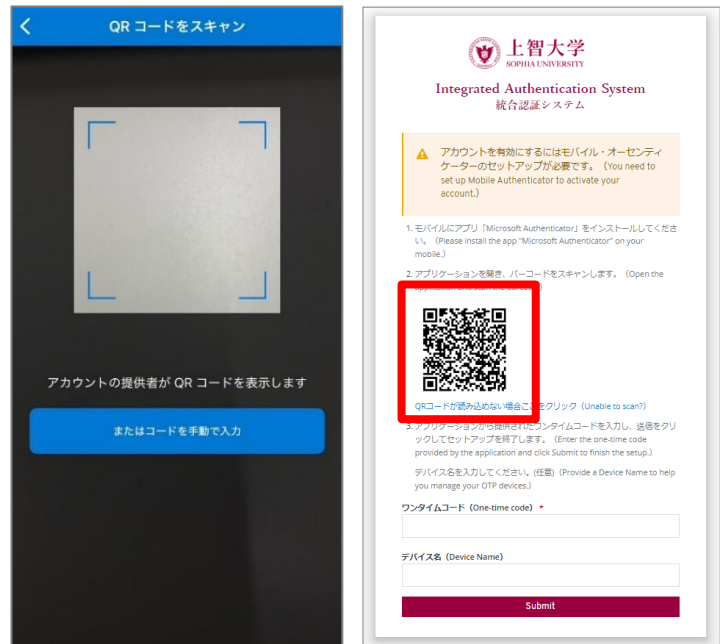 QR コードをスキャン
アカウントの提供者が QR コードを表示します
またはコードを手動で入力
上智大学
SOPHIA UNIVERSITY
Integrated Authentication System
統合認証システム
アカウントを有効にするにはモバイル・オーセンティ
ケーターのセットアップが必要です。 (You need to
set up Mobile Authenticator to activate your
account.)
1. モバイルにアプリ「Microsoft Authenticator」をインストールしてくださ
い。 (Please install the app "Microsoft Authenticator" on your
mobile.)
2. アプリケーションを開き、バーコードをスキャンします。 (Open the
QRコードが読み込めない場合ここをクリック (Unable to scan?)
3. アプリケーションから提供されたワンタイムコードを入力し、送信をクリ
ックしてセットアップを終了します。 (Enter the one-time code
provided by the application and click Submit to finish the setup.)
デバイス名を入力してください。(任意) (Provide a Device Name to help
you manage your OTP devices.)
ワンタイムコード (One-time code) *
デバイス名 (Device Name)
Submit